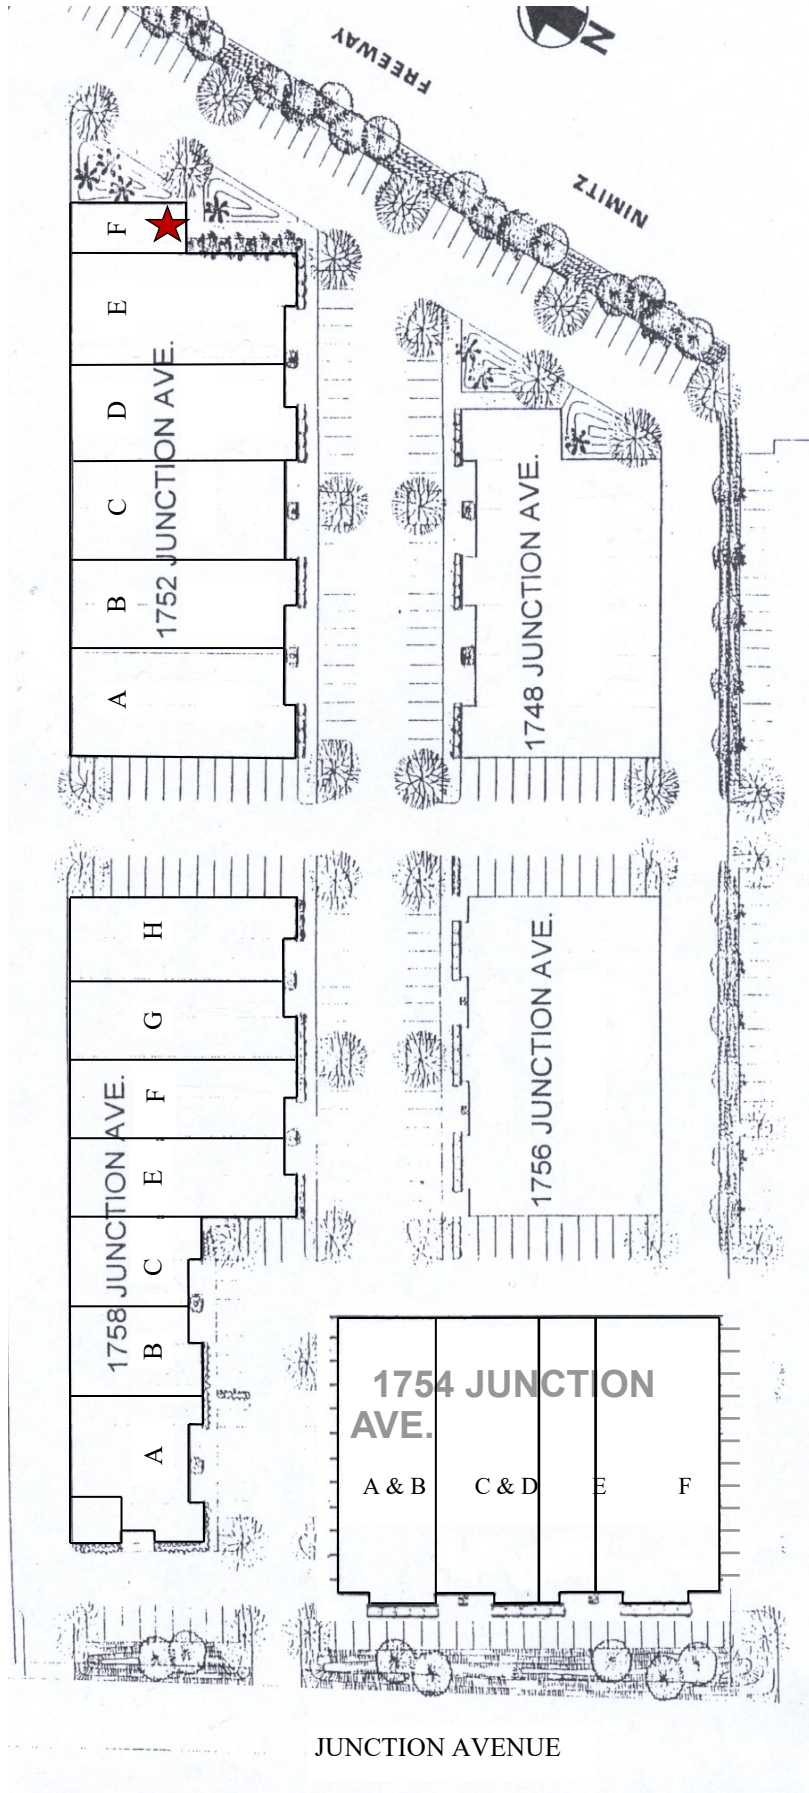 N
FREEWAY
NIMITZ
F
E
D
C
B
A
1752 JUNCTION AVE.
1748 JUNCTION AVE.
H
G
F
E
C
B
A
1758 JUNCTION AVE.
1756 JUNCTION AVE.
1754 JUNCTION
AVE.
A & B C & D E F
JUNCTION AVENUE